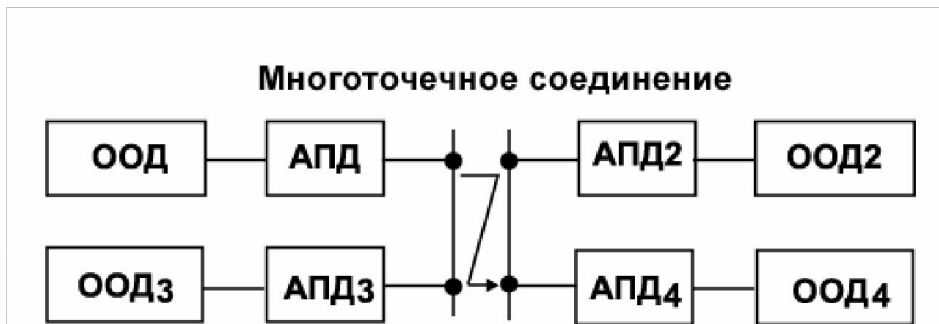 Многоточечное соединение
ООД АПД АПД2 ООД2
ООД3 АПД3 АПД4 ООД4